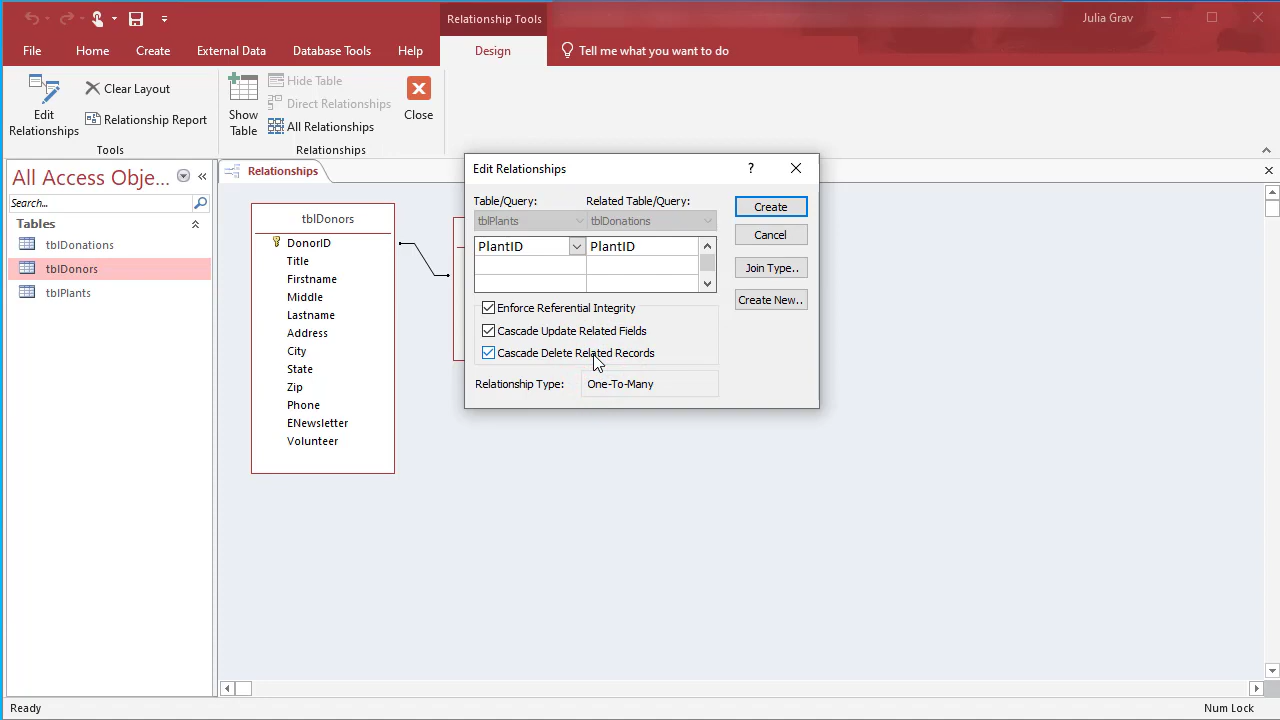 Relationship Tools
Julia Grav
File
Home
Create
External Data
Database Tools
Help
Design
Tell me what you want to do
Edit
Relationships
Clear Layout
Relationship Report
Tools
Show
Table
Hide Table
Direct Relationships
All Relationships
Relationships
Close
All Access Obje...
Search...
Tables
tblDonations
tblDonors
tblPlants
Relationships
tblDonors
DonorID
Title
Firstname
Middle
Lastname
Address
City
State
Zip
Phone
ENewsletter
Volunteer
Edit Relationships
?
Table/Query:
Related Table/Query:
tblPlants
tblDonations
PlantID
PlantID
Enforce Referential Integrity
Cascade Update Related Fields
Cascade Delete Related Records
Relationship Type:
One-To-Many
Create
Cancel
Join Type..
Create New..
Ready
Num Lock